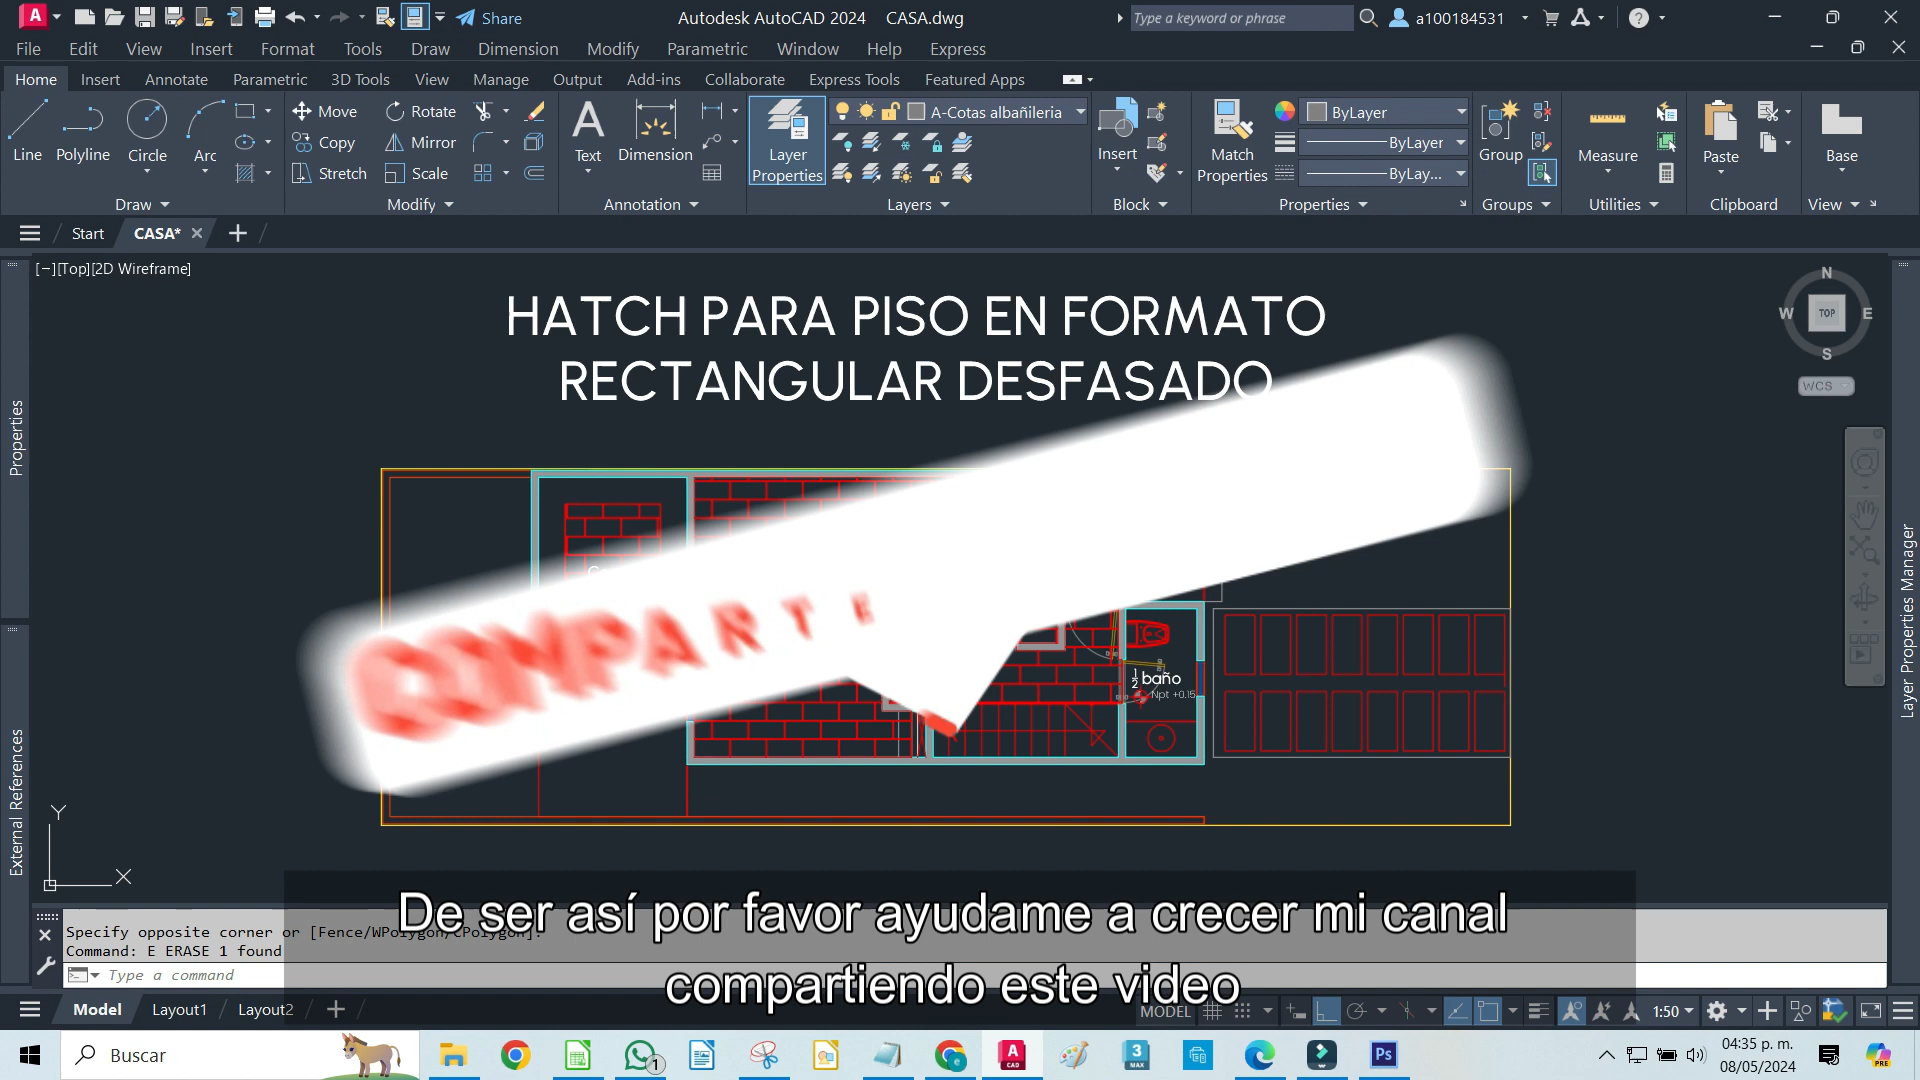 Share
Autodesk AutoCAD 2024 CASA.dwg
Type a keyword or phrase
a100184531
File Edit View Insert Format Tools Draw Dimension Modify Parametric Window Help Express
Home Insert Annotate Parametric 3D Tools View Manage Output Add-ins Collaborate Express Tools Featured Apps
Line Polyline Circle Arc
Move Rotate
Copy Mirror
Stretch Scale
Text Dimension
Layer Properties
A-Cotas albañileria
Insert
Match Properties
ByLayer
ByLayer
ByLay...
Group
Measure
Paste
Base
Draw Modify Annotation Layers Block Properties Groups Utilities Clipboard View
Start CASA*
[−][Top][2D Wireframe]
HATCH PARA PISO EN FORMATO
RECTANGULAR DESFASADO
N
W TOP E
S
WCS
Properties
External References
Layer Properties Manager
COMPARTE
½ baño
Npt +0.15
Y
X
De ser así por favor ayudame a crecer mi canal
compartiendo este video
Specify opposite corner or [Fence/WPolygon/CPolygon]:
Command: E ERASE 1 found
Type a command
Model Layout1 Layout2
MODEL
1:50
Buscar
04:35 p. m.
08/05/2024